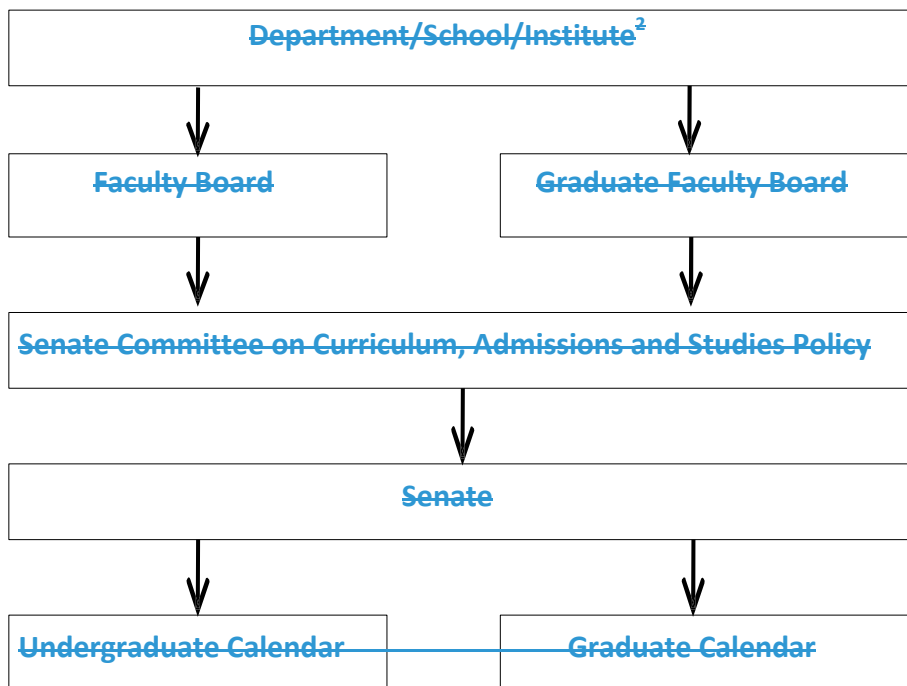 Department/School/Institute²
Faculty Board Graduate Faculty Board
Senate Committee on Curriculum, Admissions and Studies Policy
Senate
Undergraduate Calendar Graduate Calendar